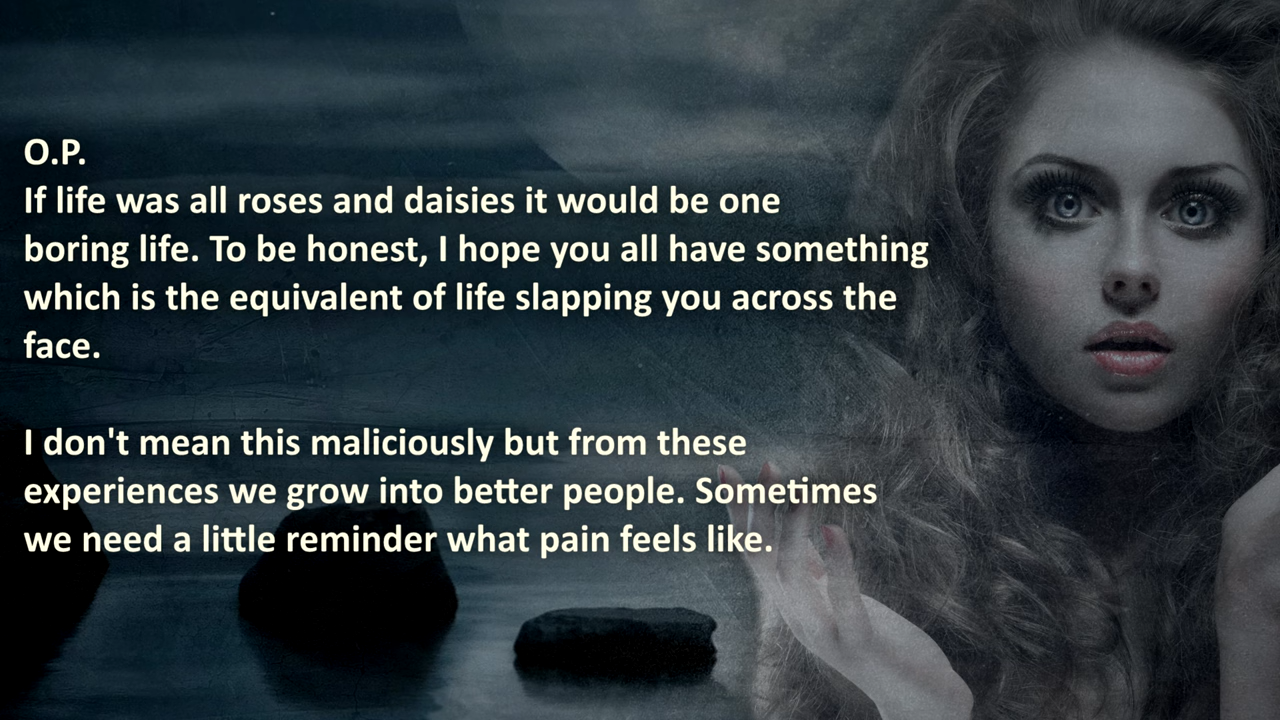 O.P.
If life was all roses and daisies it would be one
boring life. To be honest, I hope you all have something
which is the equivalent of life slapping you across the
face.
I don't mean this maliciously but from these
experiences we grow into better people. Sometimes
we need a little reminder what pain feels like.